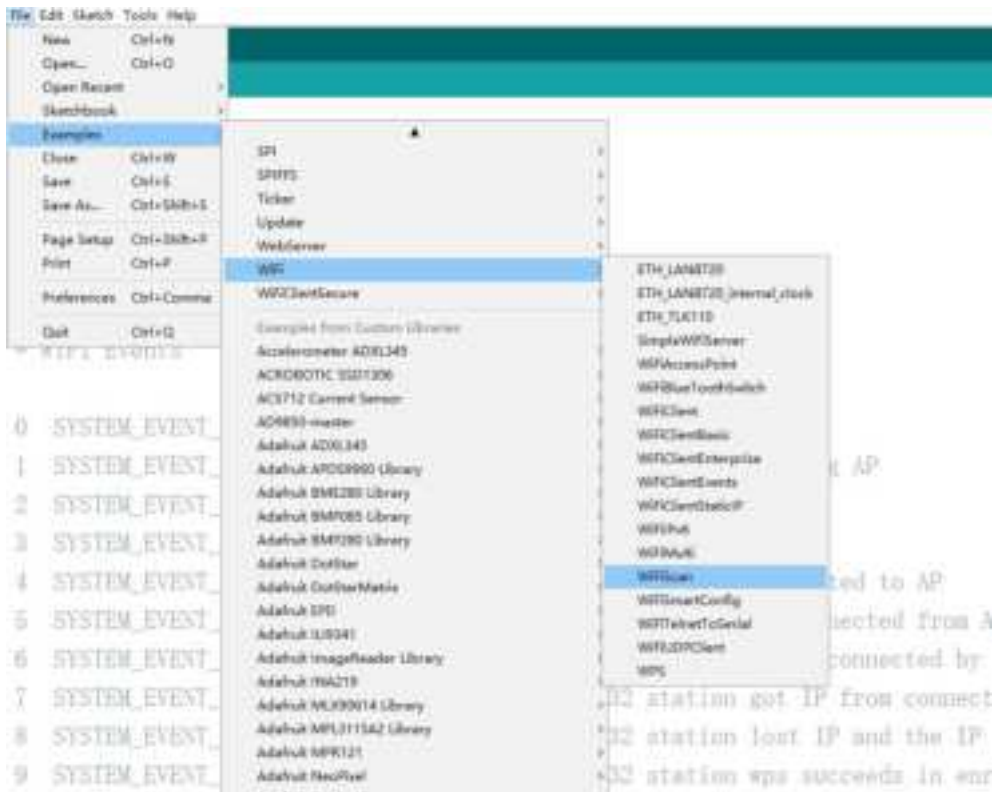 File Edit Sketch Tools Help
New Ctrl+N
Open... Ctrl+O
Open Recent
Sketchbook
Examples
Close Ctrl+W
Save Ctrl+S
Save As... Ctrl+Shift+S
Page Setup Ctrl+Shift+P
Print Ctrl+P
Preferences Ctrl+Comma
Quit Ctrl+Q
SPI
SPIFFS
Ticker
Update
WebServer
WiFi
WiFiClientSecure
Examples from Custom Libraries
Accelerometer ADXL345
ACROBOTIC SSD1306
ACS712 Current Sensor
AD9850-master
Adafruit ADXL345
Adafruit APDS9960 Library
Adafruit BME280 Library
Adafruit BMP085 Library
Adafruit BMP280 Library
Adafruit DotStar
Adafruit DotStarMatrix
Adafruit EPD
Adafruit ILI9341
Adafruit ImageReader Library
Adafruit INA219
Adafruit MLX90614 Library
Adafruit MPL3115A2 Library
Adafruit MPR121
Adafruit NeoPixel
ETH_LAN8720
ETH_LAN8720_internal_clock
ETH_TLK110
SimpleWiFiServer
WiFiAccessPoint
WiFiBlueToothSwitch
WiFiClient
WiFiClientBasic
WiFiClientEnterprise
WiFiClientEvents
WiFiClientStaticIP
WiFiIPv6
WiFiMulti
WiFiScan
WiFiSmartConfig
WiFiTelnetToSerial
WiFiUDPClient
WPS
* WiFi Events
0 SYSTEM_EVENT_
1 SYSTEM_EVENT_ AP
2 SYSTEM_EVENT_
3 SYSTEM_EVENT_
4 SYSTEM_EVENT_ ted to AP
5 SYSTEM_EVENT_ nected from A
6 SYSTEM_EVENT_ connected by
7 SYSTEM_EVENT_ 32 station got IP from connect
8 SYSTEM_EVENT_ 32 station lost IP and the IP
9 SYSTEM_EVENT_ 32 station wps succeeds in enr